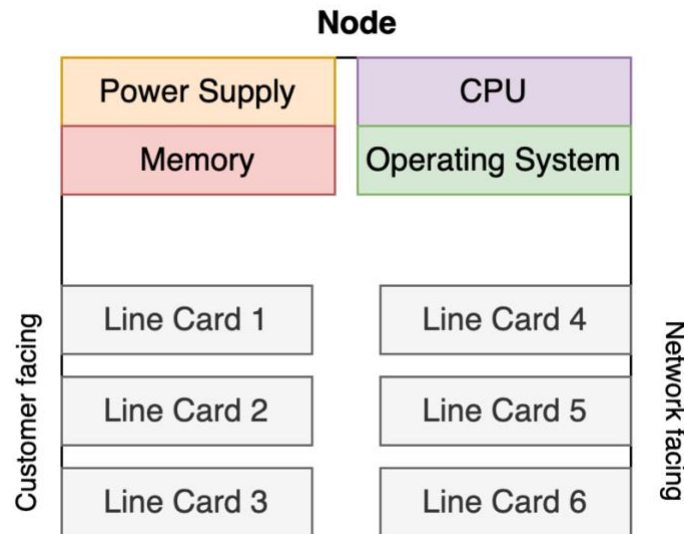 Node
Power Supply
CPU
Memory
Operating System
Line Card 1
Line Card 4
Customer facing
Network facing
Line Card 2
Line Card 5
Line Card 3
Line Card 6